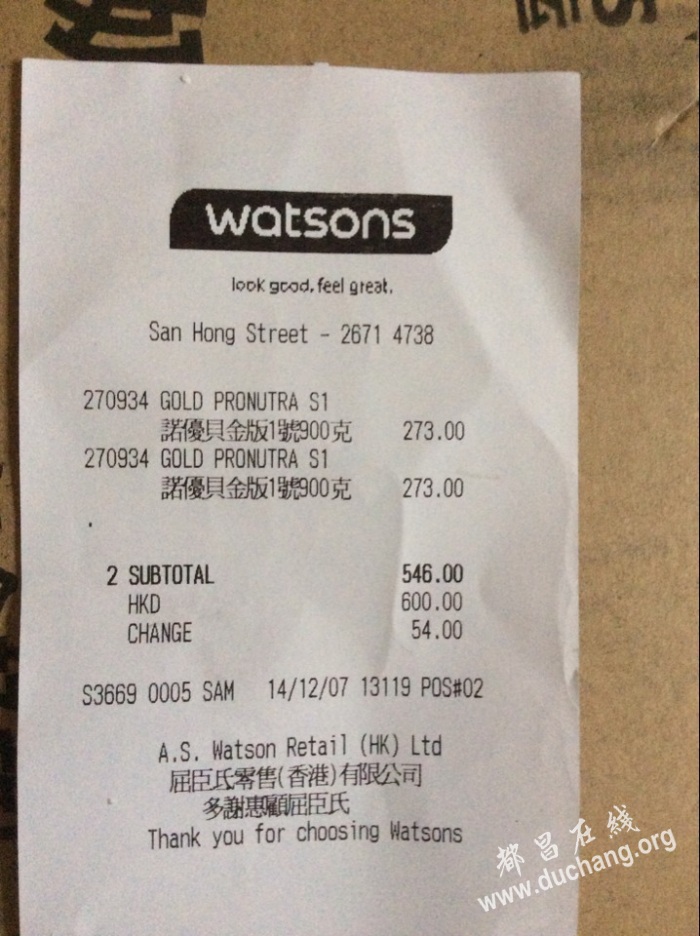 watsons
look good, feel great.
San Hong Street - 2671 4738
270934 GOLD PRONUTRA S1
諾優貝金版1號900克 273.00
270934 GOLD PRONUTRA S1
諾優貝金版1號900克 273.00
2 SUBTOTAL 546.00
HKD 600.00
CHANGE 54.00
S3669 0005 SAM 14/12/07 13119 POS#02
A.S. Watson Retail (HK) Ltd
屈臣氏零售(香港)有限公司
多謝惠顧屈臣氏
Thank you for choosing Watsons
都昌在线
www.duchang.org